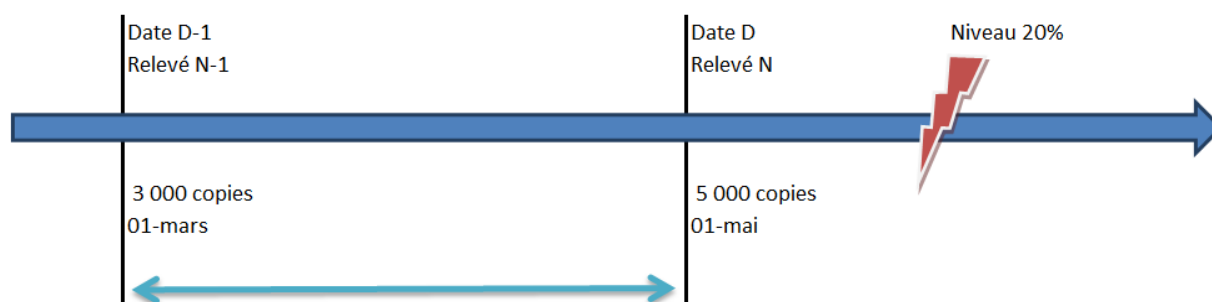 Date D-1
Relevé N-1
Date D
Relevé N
Niveau 20%
3 000 copies
01-mars
5 000 copies
01-mai